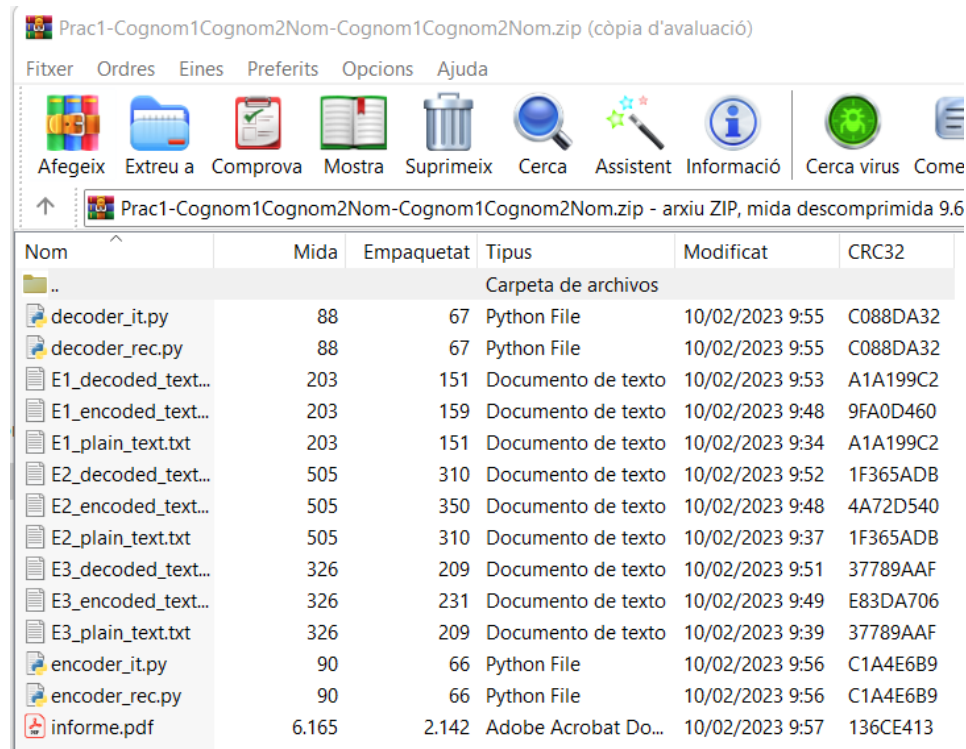 Prac1-Cognom1Cognom2Nom-Cognom1Cognom2Nom.zip (còpia d'avaluació)
Fitxer Ordres Eines Preferits Opcions Ajuda
Afegeix Extreu a Comprova Mostra Suprimeix Cerca Assistent Informació Cerca virus Come
Prac1-Cognom1Cognom2Nom-Cognom1Cognom2Nom.zip - arxiu ZIP, mida descomprimida 9.6
Nom Mida Empaquetat Tipus Modificat CRC32
.. Carpeta de archivos
decoder_it.py 88 67 Python File 10/02/2023 9:55 C088DA32
decoder_rec.py 88 67 Python File 10/02/2023 9:55 C088DA32
E1_decoded_text... 203 151 Documento de texto 10/02/2023 9:53 A1A199C2
E1_encoded_text... 203 159 Documento de texto 10/02/2023 9:48 9FA0D460
E1_plain_text.txt 203 151 Documento de texto 10/02/2023 9:34 A1A199C2
E2_decoded_text... 505 310 Documento de texto 10/02/2023 9:52 1F365ADB
E2_encoded_text... 505 350 Documento de texto 10/02/2023 9:48 4A72D540
E2_plain_text.txt 505 310 Documento de texto 10/02/2023 9:37 1F365ADB
E3_decoded_text... 326 209 Documento de texto 10/02/2023 9:51 37789AAF
E3_encoded_text... 326 231 Documento de texto 10/02/2023 9:49 E83DA706
E3_plain_text.txt 326 209 Documento de texto 10/02/2023 9:39 37789AAF
encoder_it.py 90 66 Python File 10/02/2023 9:56 C1A4E6B9
encoder_rec.py 90 66 Python File 10/02/2023 9:56 C1A4E6B9
informe.pdf 6.165 2.142 Adobe Acrobat Do... 10/02/2023 9:57 136CE413